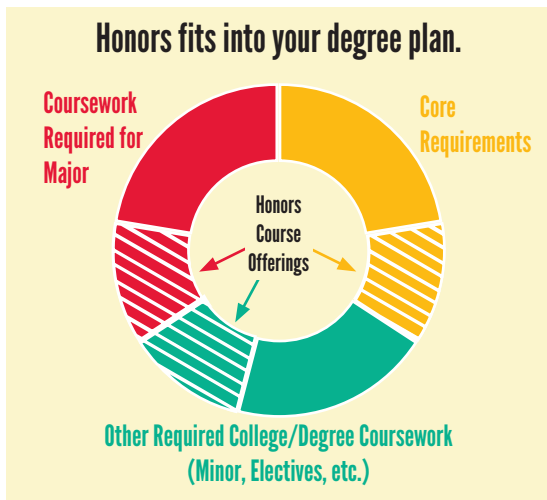 Honors fits into your degree plan.
Coursework
Required for
Major
Core
Requirements
Honors
Course
Offerings
Other Required College/Degree Coursework
(Minor, Electives, etc.)